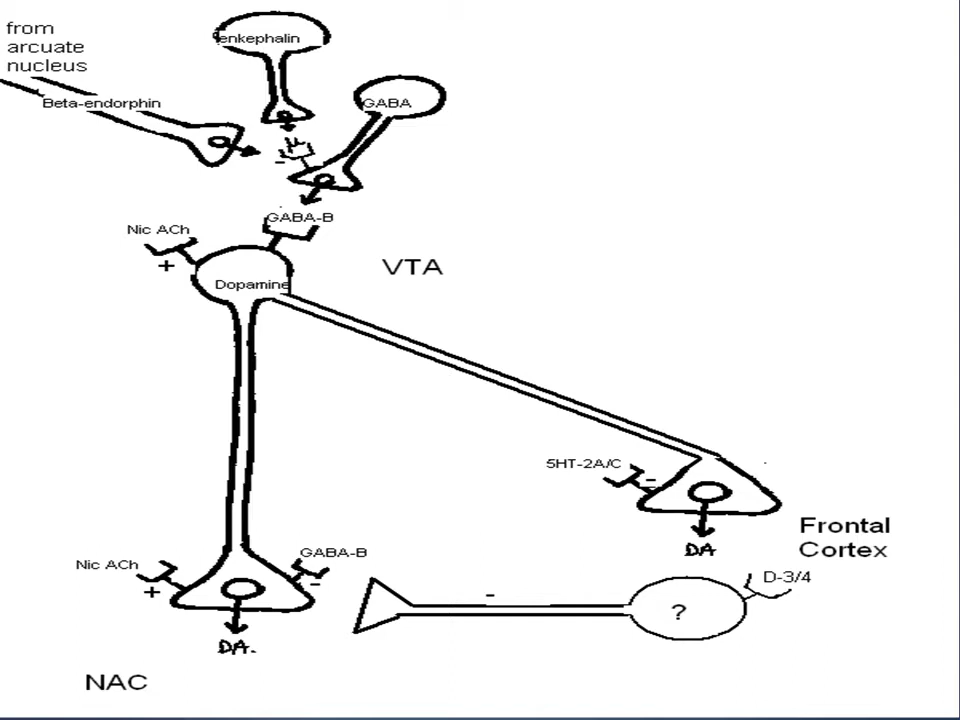 from
arcuate
nucleus
enkephalin
Beta-endorphin
GABA
-
μ
GABA-B
Nic ACh
+
VTA
Dopamine
5HT-2A/C
-
DA
Frontal
Cortex
Nic ACh
+
GABA-B
-
DA.
-
?
D-3/4
NAC